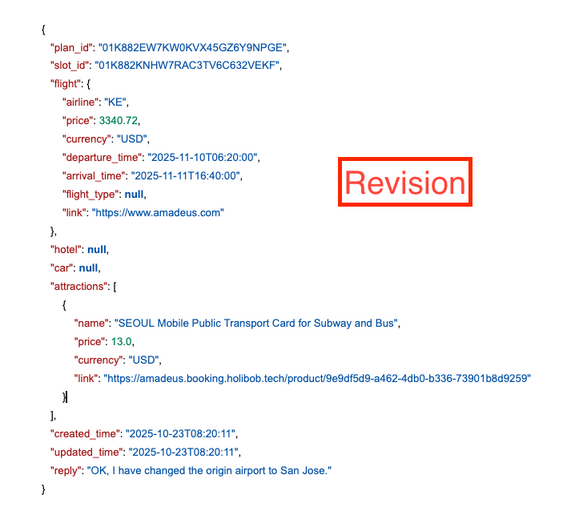 {
"plan_id": "01K882EW7KW0KVX45GZ6Y9NPGE",
"slot_id": "01K882KNHW7RAC3TV6C632VEKF",
"flight": {
"airline": "KE",
"price": 3340.72,
"currency": "USD",
"departure_time": "2025-11-10T06:20:00",
"arrival_time": "2025-11-11T16:40:00",
"flight_type": null,
"link": "https://www.amadeus.com"
},
"hotel": null,
"car": null,
"attractions": [
{
"name": "SEOUL Mobile Public Transport Card for Subway and Bus",
"price": 13.0,
"currency": "USD",
"link": "https://amadeus.booking.holibob.tech/product/9e9df5d9-a462-4db0-b336-73901b8d9259"
}
],
"created_time": "2025-10-23T08:20:11",
"updated_time": "2025-10-23T08:20:11",
"reply": "OK, I have changed the origin airport to San Jose."
}
Revision